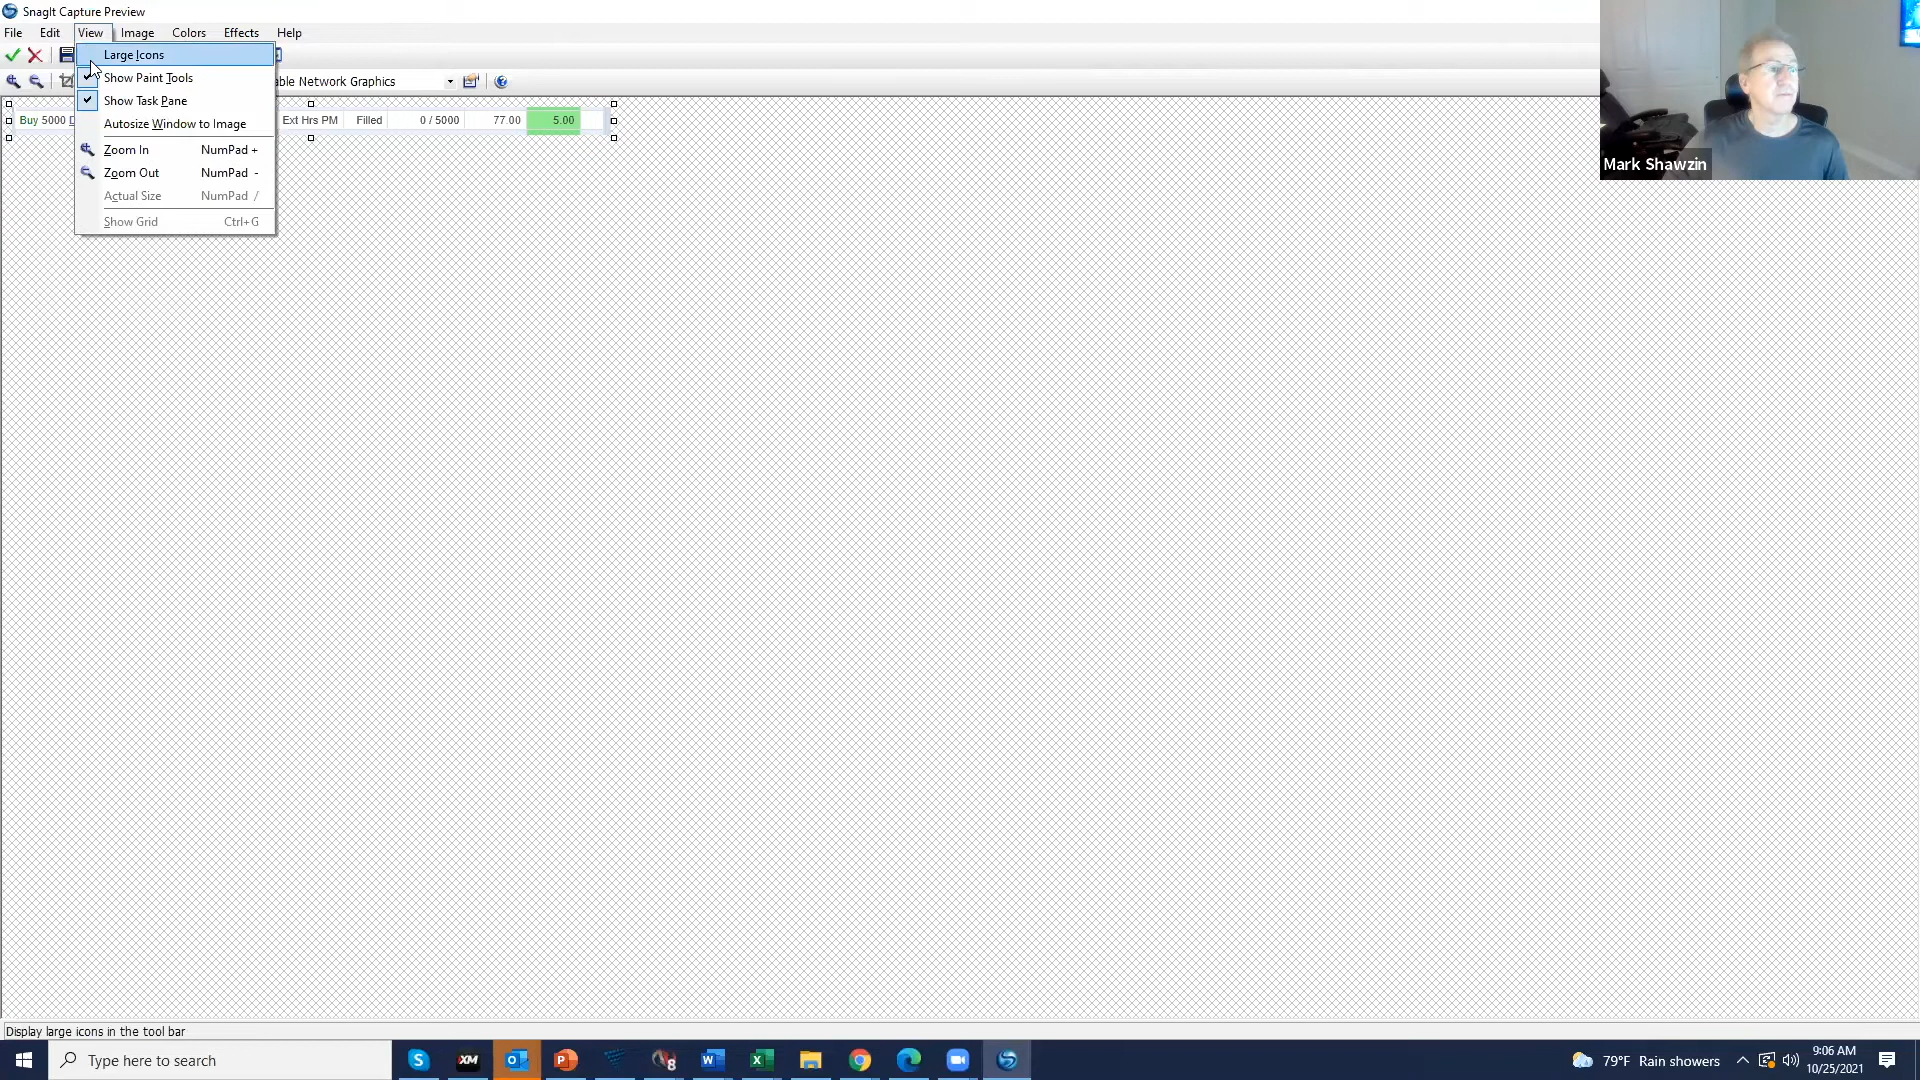 SnagIt Capture Preview
File Edit View Image Colors Effects Help
Large Icons
Show Paint Tools
able Network Graphics
Show Task Pane
Buy 5000 Ext Hrs PM Filled 0 / 5000 77.00 5.00
Autosize Window to Image
Zoom In NumPad +
Zoom Out NumPad -
Actual Size NumPad /
Show Grid Ctrl+G
Mark Shawzin
Display large icons in the tool bar
Type here to search
S
XM
P
8
W
X
79°F Rain showers
9:06 AM
10/25/2021